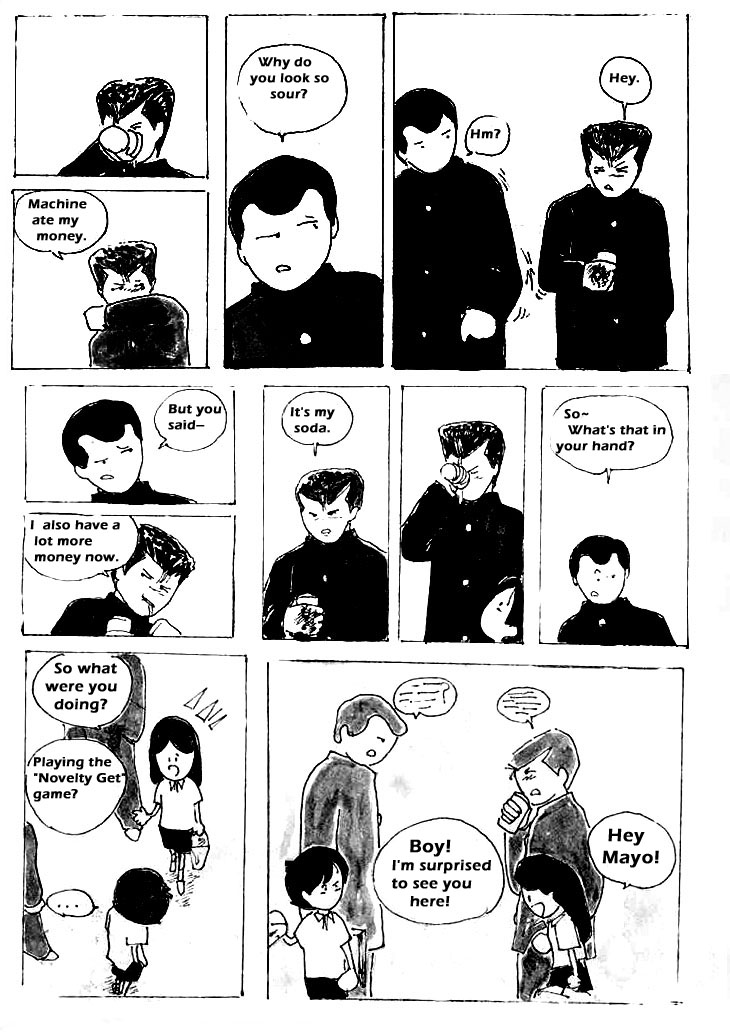 Hey.
Hm?
Why do
you look so
sour?
Machine
ate my
money.
So~
What's that in
your hand?
It's my
soda.
But you
said–
I also have a
lot more
money now.
Hey
Mayo!
Boy!
I'm surprised
to see you
here!
So what
were you
doing?
Playing the
"Novelty Get"
game?
...